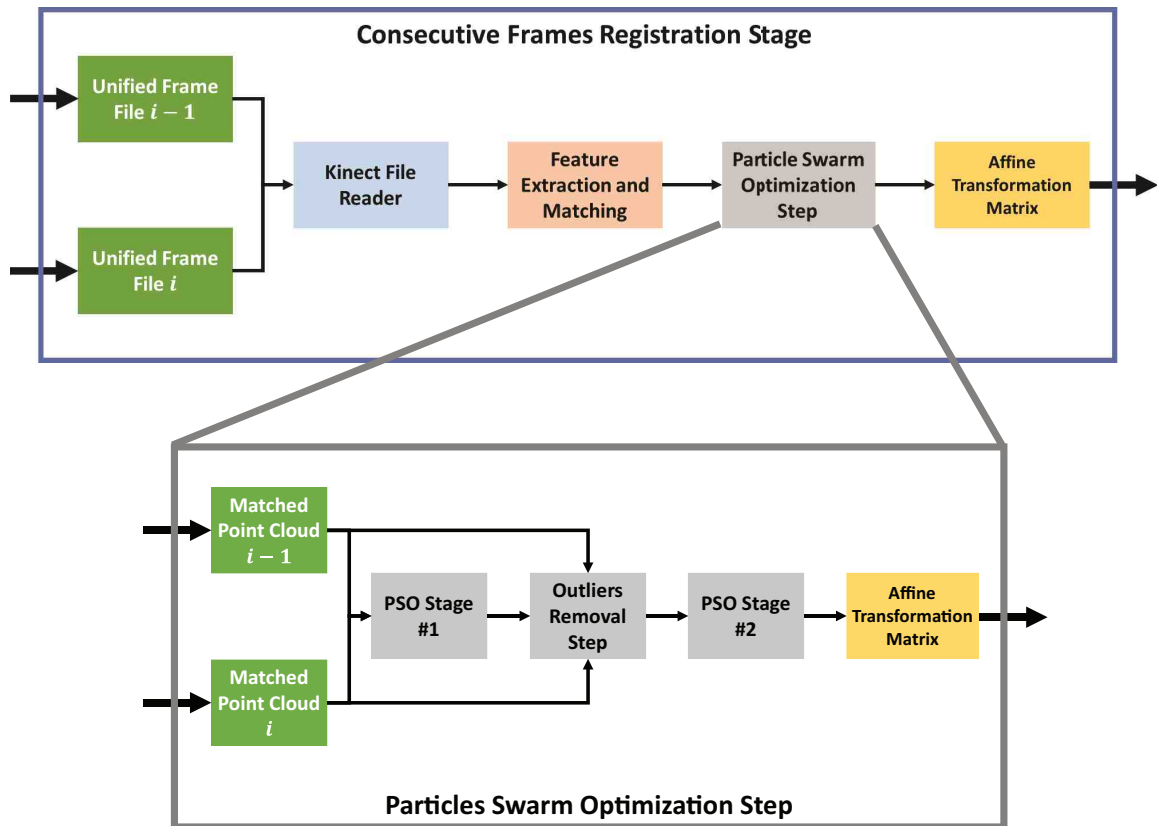 Consecutive Frames Registration Stage
Unified Frame
File i − 1
Kinect File
Reader
Feature
Extraction and
Matching
Particle Swarm
Optimization
Step
Affine
Transformation
Matrix
Unified Frame
File i
Matched
Point Cloud
i − 1
PSO Stage
#1
Outliers
Removal
Step
PSO Stage
#2
Affine
Transformation
Matrix
Matched
Point Cloud
i
Particles Swarm Optimization Step